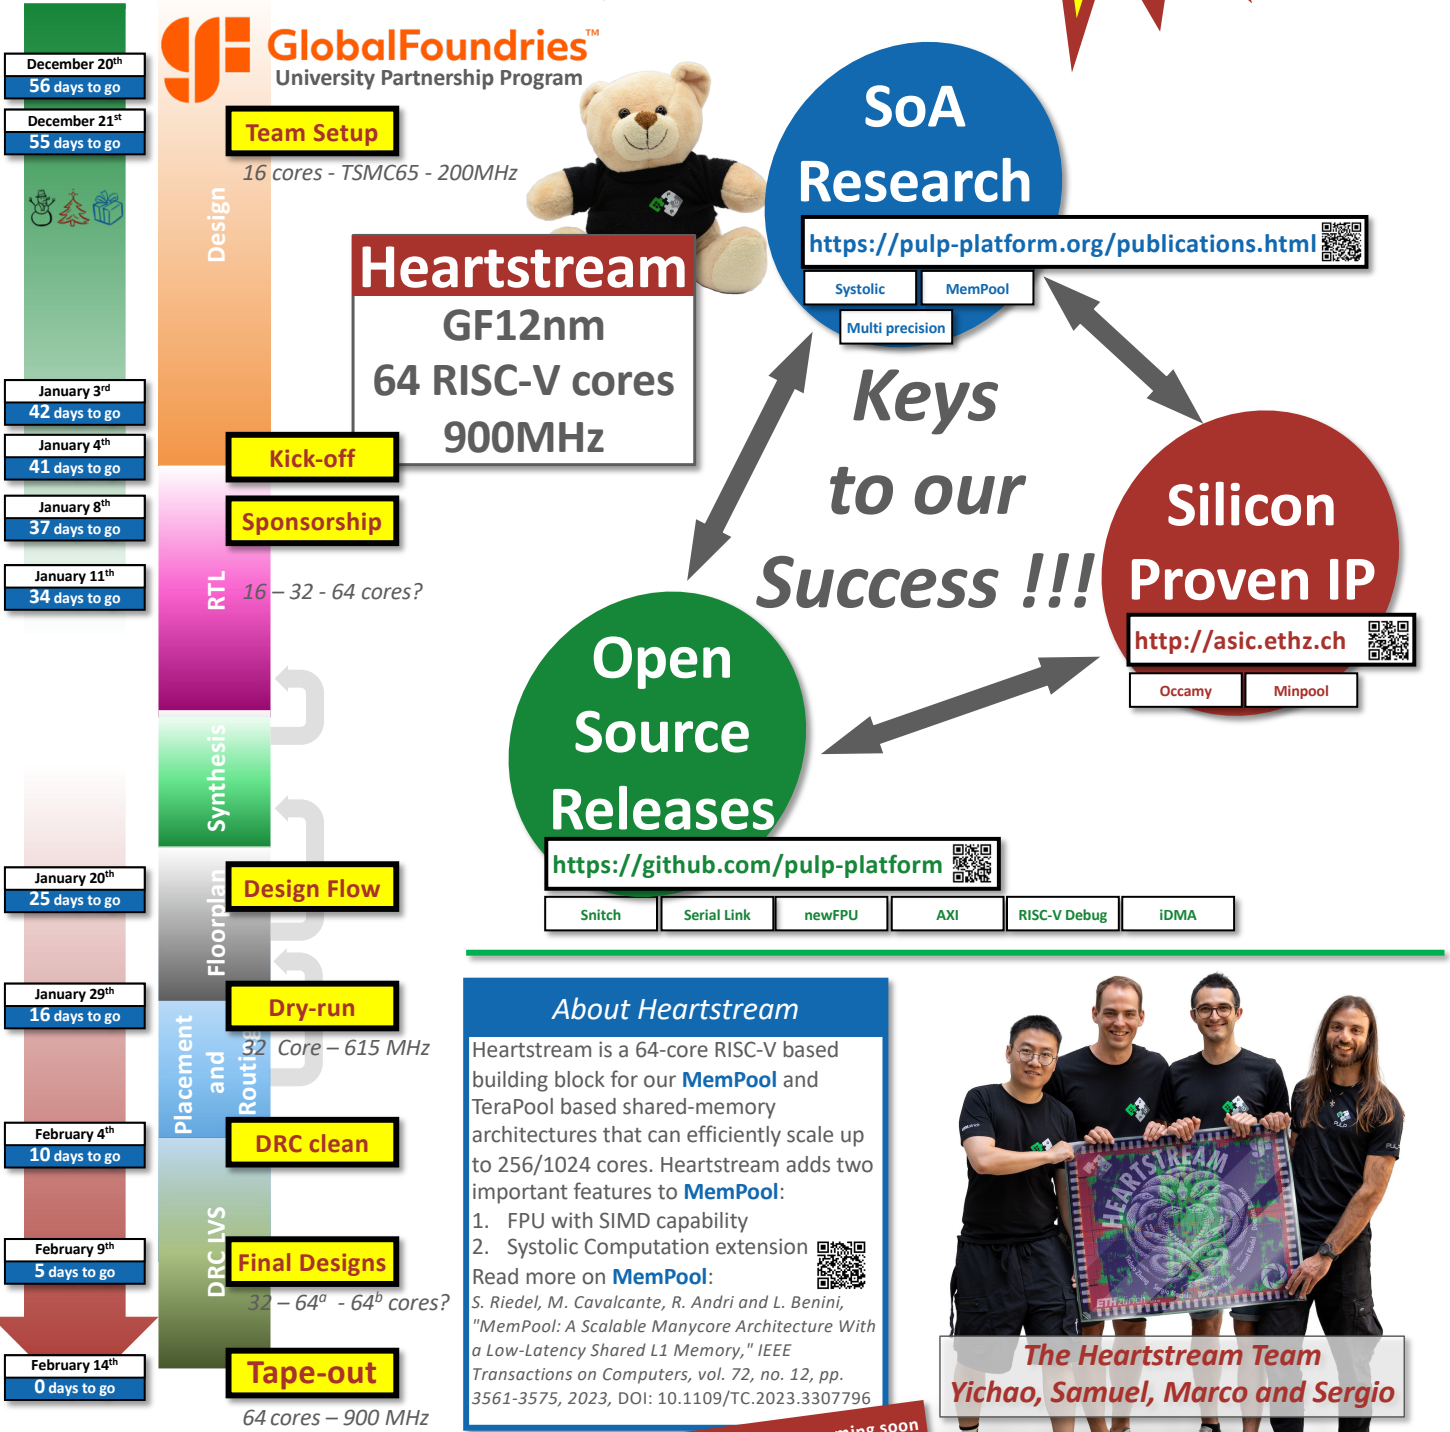 GlobalFoundries™
University Partnership Program
December 20th
56 days to go
December 21st
55 days to go
January 3rd
42 days to go
January 4th
41 days to go
January 8th
37 days to go
January 11th
34 days to go
January 20th
25 days to go
January 29th
16 days to go
February 4th
10 days to go
February 9th
5 days to go
February 14th
0 days to go
Design
RTL
Synthesis
Floorplan
Placement
and
Routing
DRC LVS
Team Setup
16 cores - TSMC65 - 200MHz
Kick-off
Sponsorship
16 – 32 - 64 cores?
Design Flow
Dry-run
32 Core – 615 MHz
DRC clean
Final Designs
32 – 64a - 64b cores?
Tape-out
64 cores – 900 MHz
Heartstream
GF12nm
64 RISC-V cores
900MHz
SoA
Research
https://pulp-platform.org/publications.html
Systolic
MemPool
Multi precision
Keys
to our
Success !!!
Silicon
Proven IP
http://asic.ethz.ch
Occamy
Minpool
Open
Source
Releases
https://github.com/pulp-platform
Snitch
Serial Link
newFPU
AXI
RISC-V Debug
iDMA
About Heartstream
Heartstream is a 64-core RISC-V based
building block for our MemPool and
TeraPool based shared-memory
architectures that can efficiently scale up
to 256/1024 cores. Heartstream adds two
important features to MemPool:
1. FPU with SIMD capability
2. Systolic Computation extension
Read more on MemPool:
S. Riedel, M. Cavalcante, R. Andri and L. Benini,
"MemPool: A Scalable Manycore Architecture With
a Low-Latency Shared L1 Memory," IEEE
Transactions on Computers, vol. 72, no. 12, pp.
3561-3575, 2023, DOI: 10.1109/TC.2023.3307796
soon
HEARTSTREAM
ETH
PULP
The Heartstream Team
Yichao, Samuel, Marco and Sergio